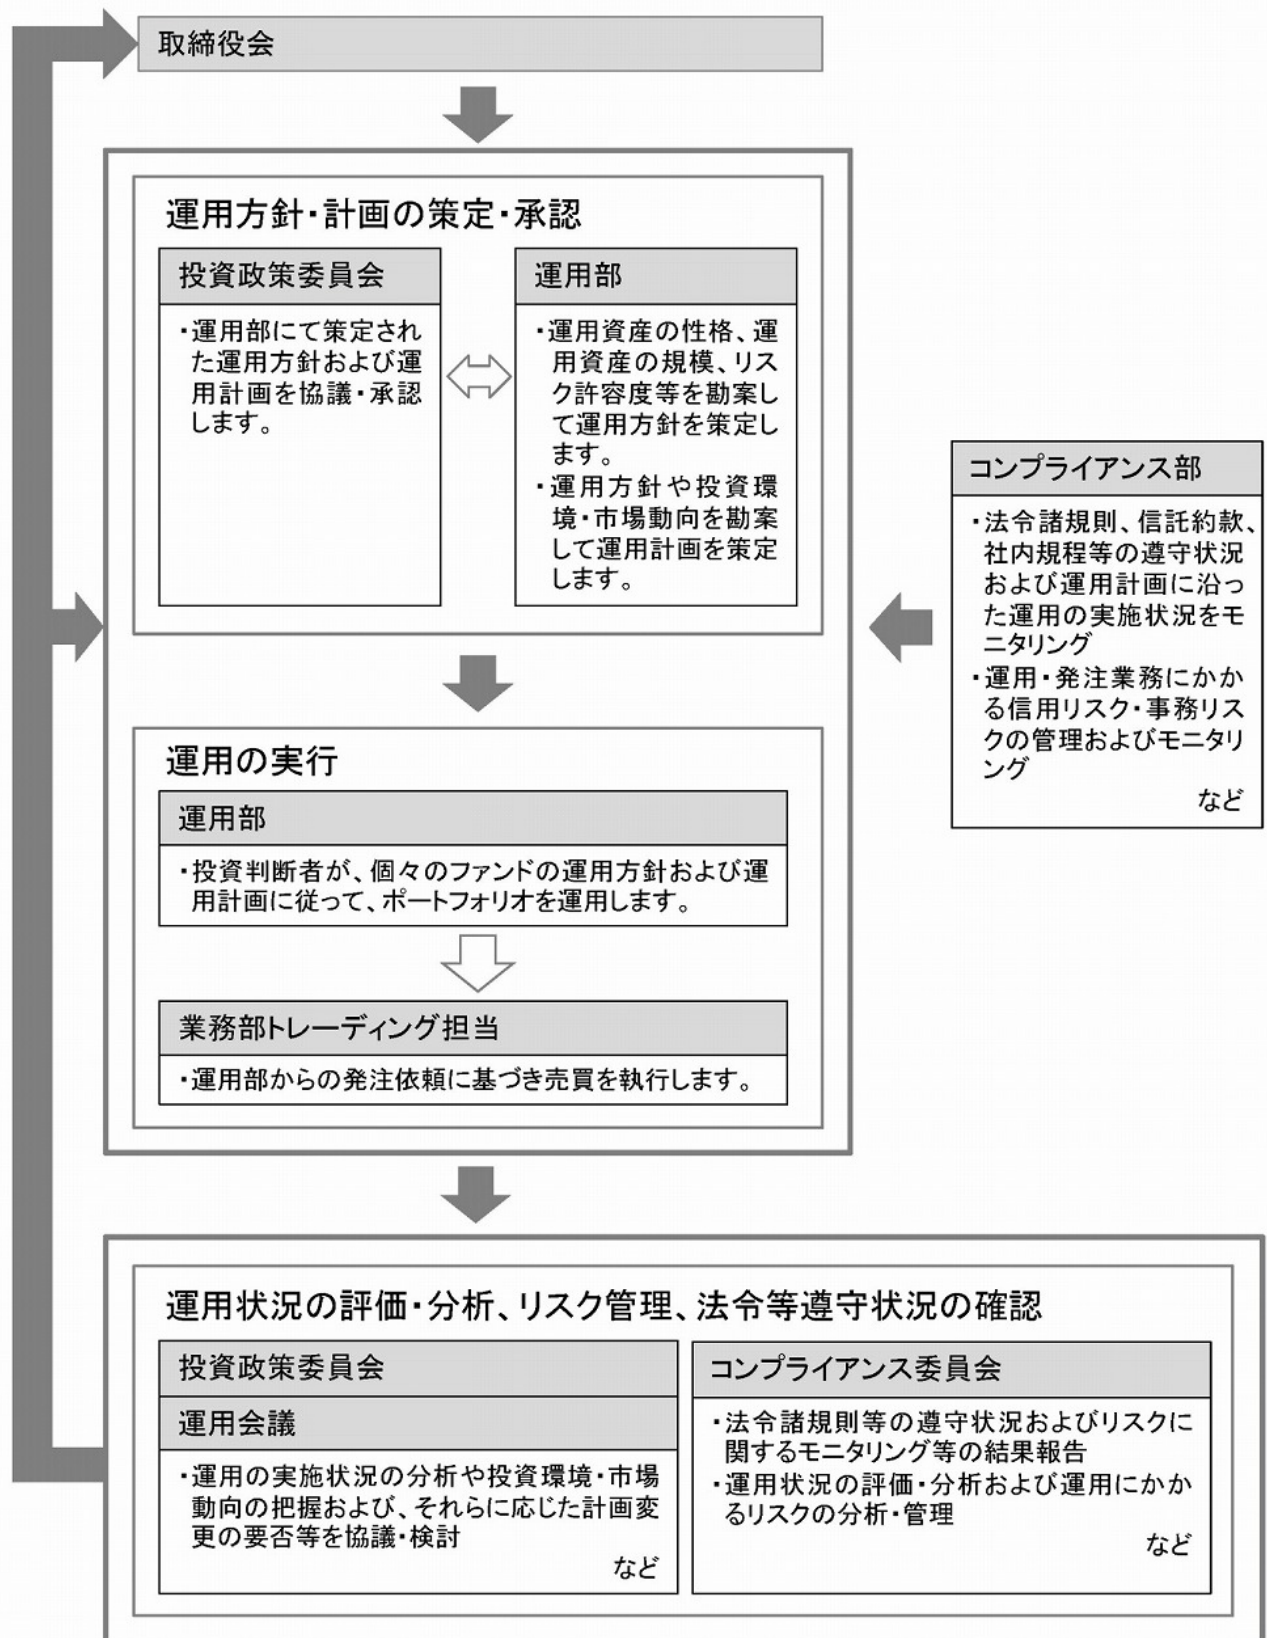 取締役会
運用方針・計画の策定・承認
投資政策委員会
・運用部にて策定され
た運用方針および運
用計画を協議・承認
します。
運用部
・運用資産の性格、運
用資産の規模、リス
ク許容度等を勘案し
て運用方針を策定し
ます。
・運用方針や投資環
境・市場動向を勘案
して運用計画を策定
します。
コンプライアンス部
・法令諸規則、信託約款、
社内規程等の遵守状況
および運用計画に沿っ
た運用の実施状況をモ
ニタリング
・運用・発注業務にかか
る信用リスク・事務リス
クの管理およびモニタリ
ング
など
運用の実行
運用部
・投資判断者が、個々のファンドの運用方針および運
用計画に従って、ポートフォリオを運用します。
業務部トレーディング担当
・運用部からの発注依頼に基づき売買を執行します。
運用状況の評価・分析、リスク管理、法令等遵守状況の確認
投資政策委員会
運用会議
・運用の実施状況の分析や投資環境・市場
動向の把握および、それらに応じた計画変
更の要否等を協議・検討
など
コンプライアンス委員会
・法令諸規則等の遵守状況およびリスクに
関するモニタリング等の結果報告
・運用状況の評価・分析および運用にかか
るリスクの分析・管理
など